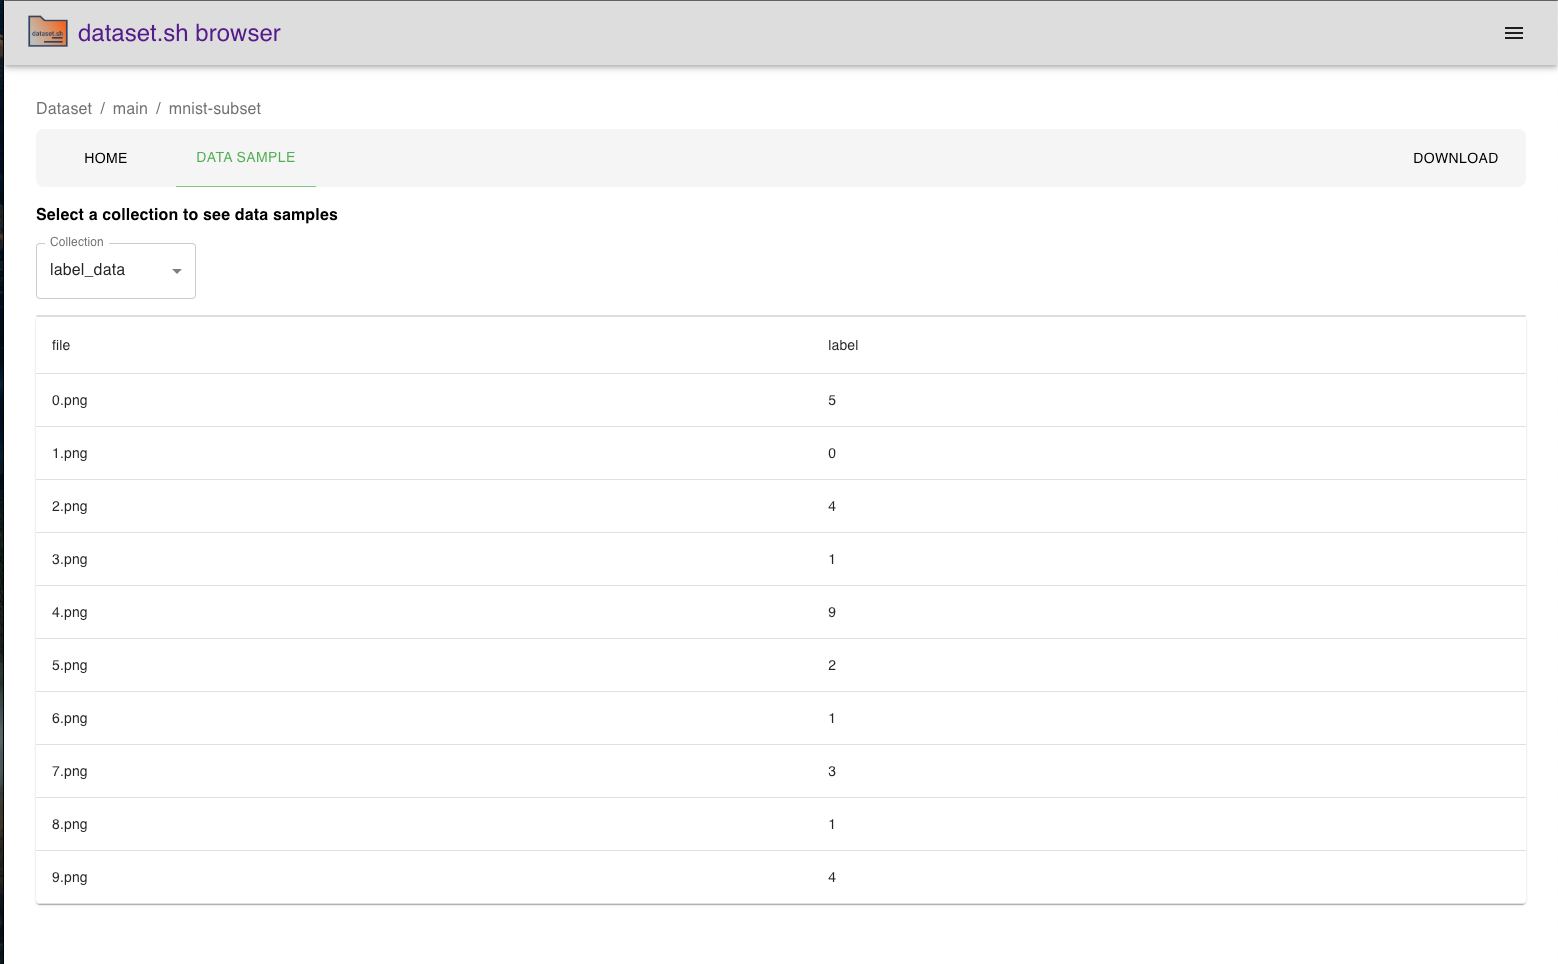 dataset.sh
dataset.sh browser
Dataset / main / mnist-subset
HOME DATA SAMPLE DOWNLOAD
Select a collection to see data samples
Collection
label_data
file label
0.png 5
1.png 0
2.png 4
3.png 1
4.png 9
5.png 2
6.png 1
7.png 3
8.png 1
9.png 4